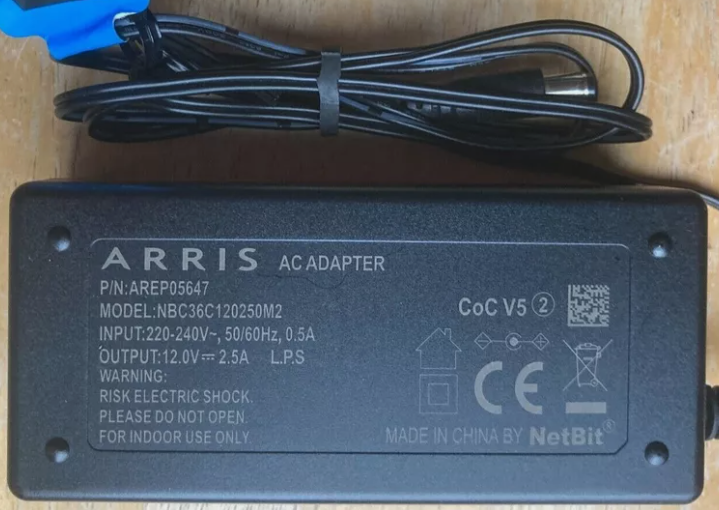 ARRIS AC ADAPTER
P/N:AREP05647
MODEL:NBC36C120250M2
INPUT:220-240V~, 50/60Hz, 0.5A
OUTPUT:12.0V⎓ 2.5A L.P.S
WARNING:
RISK ELECTRIC SHOCK.
PLEASE DO NOT OPEN.
FOR INDOOR USE ONLY.
CoC V5 ②
CE
MADE IN CHINA BY NetBit®